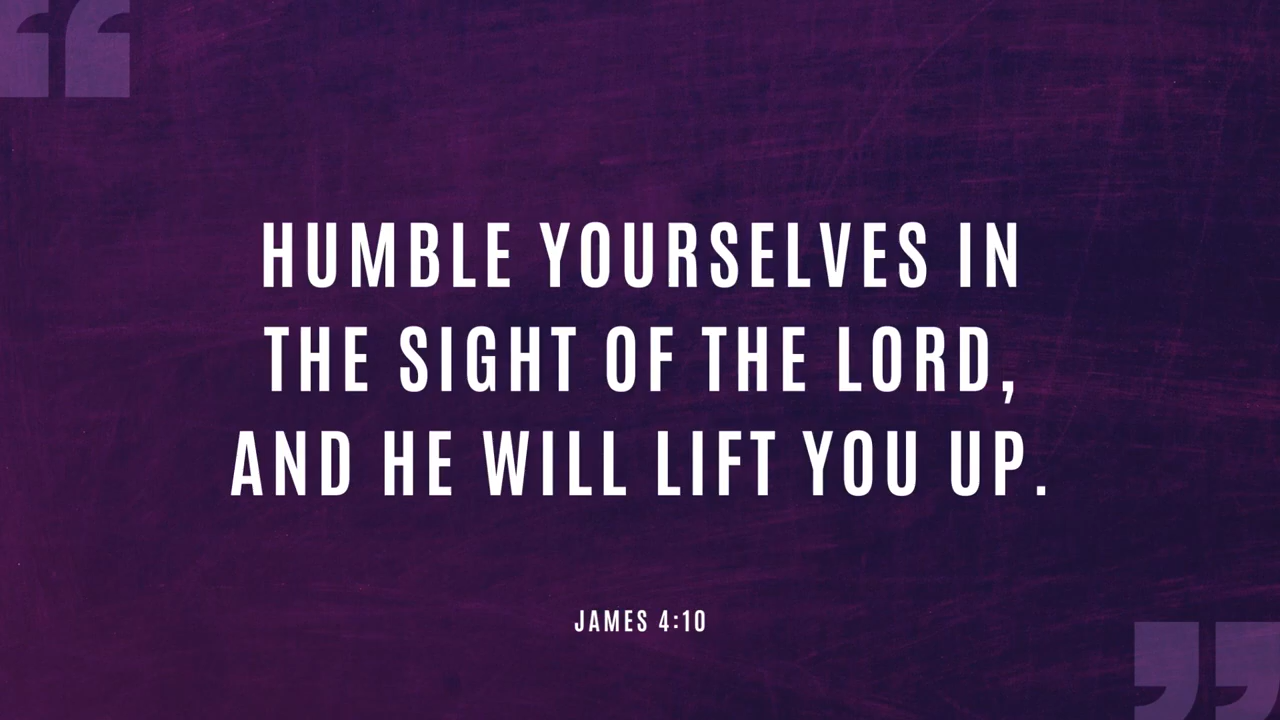 HUMBLE YOURSELVES IN
THE SIGHT OF THE LORD,
AND HE WILL LIFT YOU UP.
JAMES 4:10